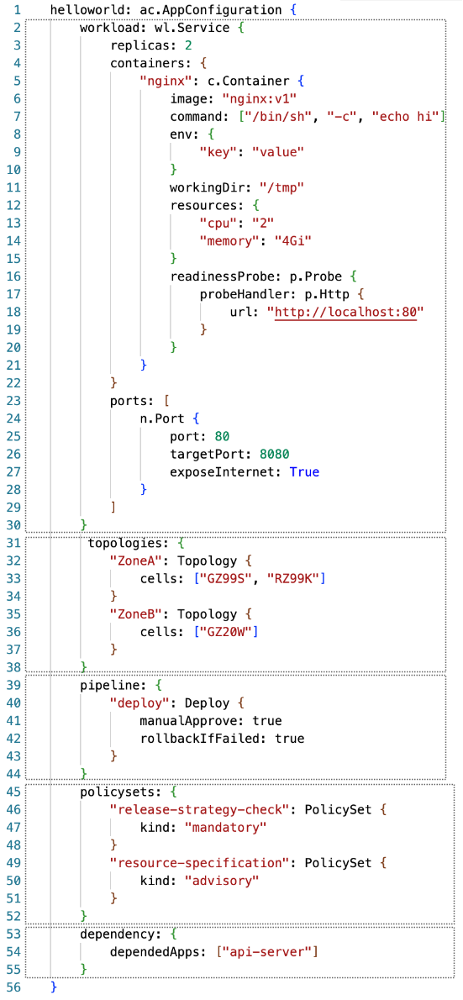 1 helloworld: ac.AppConfiguration {
2 workload: wl.Service {
3 replicas: 2
4 containers: {
5 "nginx": c.Container {
6 image: "nginx:v1"
7 command: ["/bin/sh", "-c", "echo hi"]
8 env: {
9 "key": "value"
10 }
11 workingDir: "/tmp"
12 resources: {
13 "cpu": "2"
14 "memory": "4Gi"
15 }
16 readinessProbe: p.Probe {
17 probeHandler: p.Http {
18 url: "http://localhost:80"
19 }
20 }
21 }
22 }
23 ports: [
24 n.Port {
25 port: 80
26 targetPort: 8080
27 exposeInternet: True
28 }
29 ]
30 }
31 topologies: {
32 "ZoneA": Topology {
33 cells: ["GZ99S", "RZ99K"]
34 }
35 "ZoneB": Topology {
36 cells: ["GZ20W"]
37 }
38 }
39 pipeline: {
40 "deploy": Deploy {
41 manualApprove: true
42 rollbackIfFailed: true
43 }
44 }
45 policysets: {
46 "release-strategy-check": PolicySet {
47 kind: "mandatory"
48 }
49 "resource-specification": PolicySet {
50 kind: "advisory"
51 }
52 }
53 dependency: {
54 dependedApps: ["api-server"]
55 }
56 }